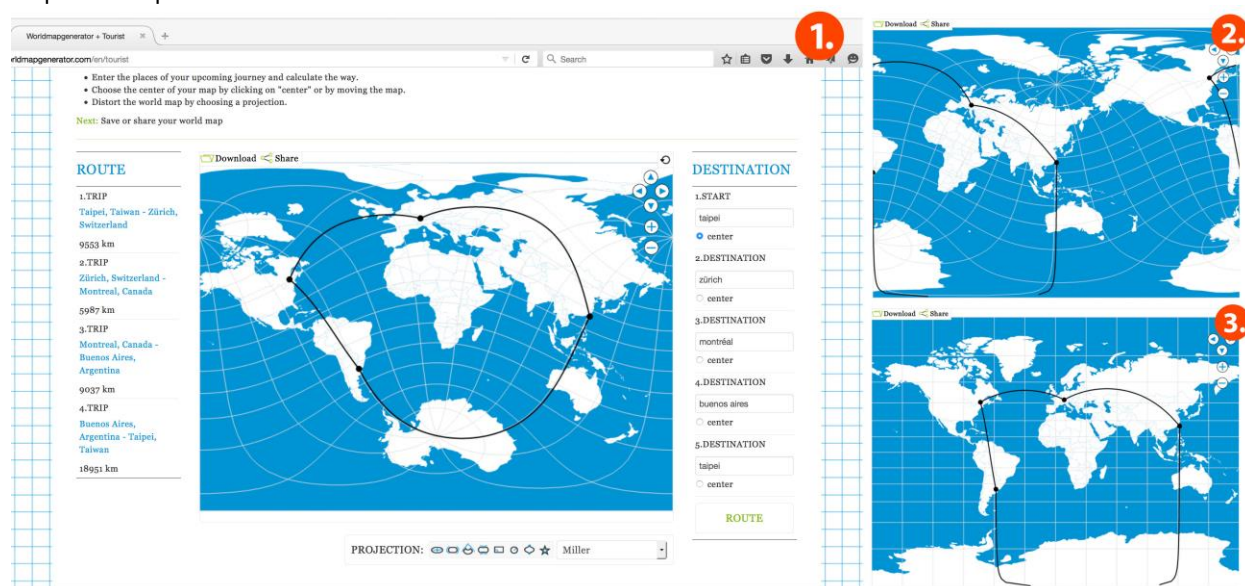 Worldmapgenerator + Tourist × +
1.
rldmapgenerator.com/en/tourist
Search
• Enter the places of your upcoming journey and calculate the way.
• Choose the center of your map by clicking on "center" or by moving the map.
• Distort the world map by choosing a projection.
Next: Save or share your world map
ROUTE
1.TRIP
Taipei, Taiwan - Zürich,
Switzerland
9553 km
2.TRIP
Zürich, Switzerland -
Montreal, Canada
5987 km
3.TRIP
Montreal, Canada -
Buenos Aires,
Argentina
9037 km
4.TRIP
Buenos Aires,
Argentina - Taipei,
Taiwan
18951 km
Download Share
DESTINATION
1.START
taipei
center
2.DESTINATION
zürich
center
3.DESTINATION
montréal
center
4.DESTINATION
buenos aires
center
5.DESTINATION
taipei
center
ROUTE
PROJECTION: Miller
Download Share
2.
Download Share
3.